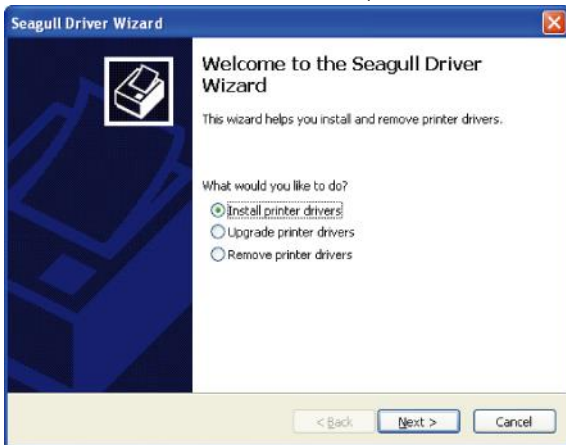 Seagull Driver Wizard
Welcome to the Seagull Driver
Wizard
This wizard helps you install and remove printer drivers.
What would you like to do?
Install printer drivers
Upgrade printer drivers
Remove printer drivers
< Back
Next >
Cancel